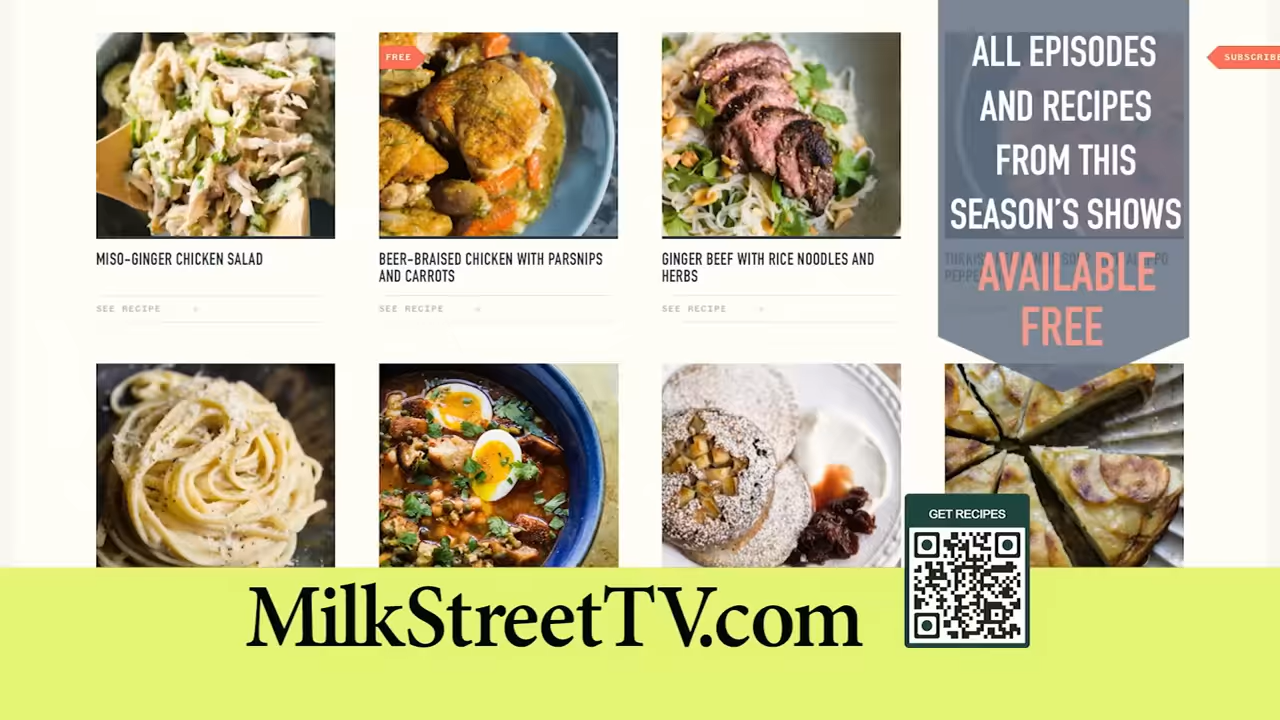 FREE
SUBSCRIBE
ALL EPISODES
AND RECIPES
FROM THIS
SEASON'S SHOWS
AVAILABLE
FREE
MISO-GINGER CHICKEN SALAD
BEER-BRAISED CHICKEN WITH PARSNIPS
AND CARROTS
GINGER BEEF WITH RICE NOODLES AND
HERBS
SEE RECIPE
SEE RECIPE
SEE RECIPE
GET RECIPES
MilkStreetTV.com